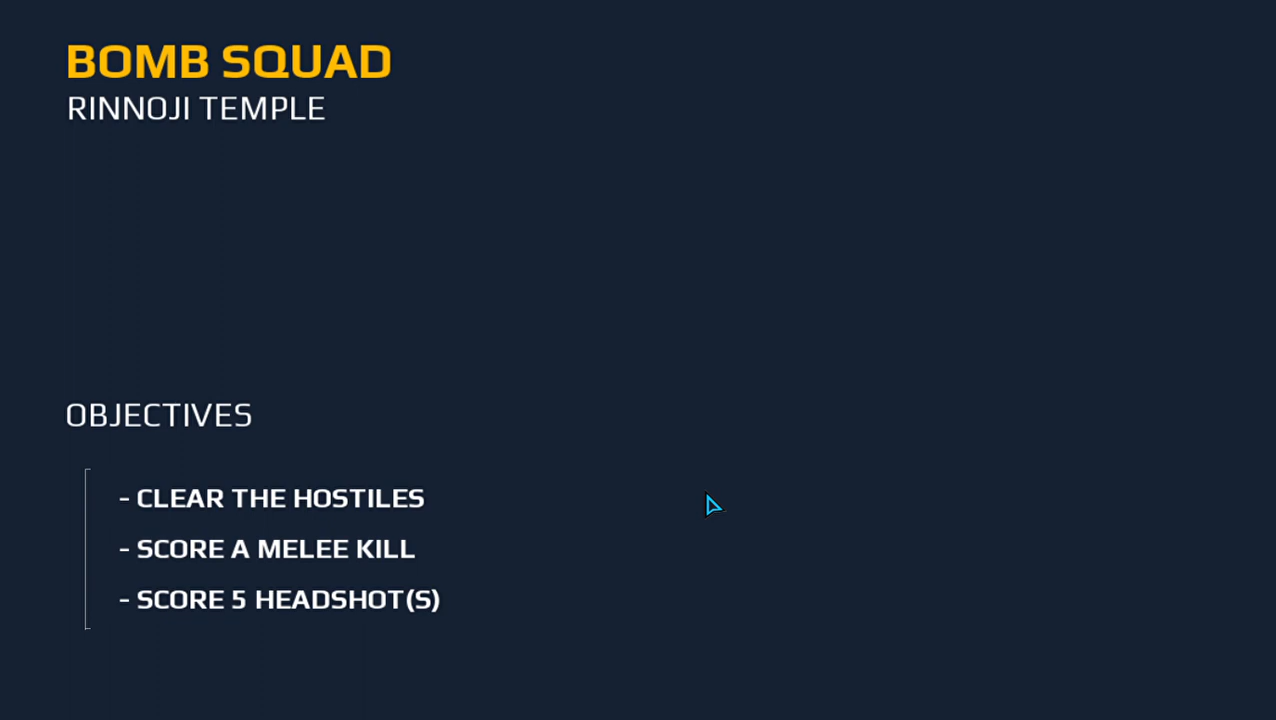 BOMB SQUAD
RINNOJI TEMPLE
OBJECTIVES
- CLEAR THE HOSTILES
- SCORE A MELEE KILL
- SCORE 5 HEADSHOT(S)